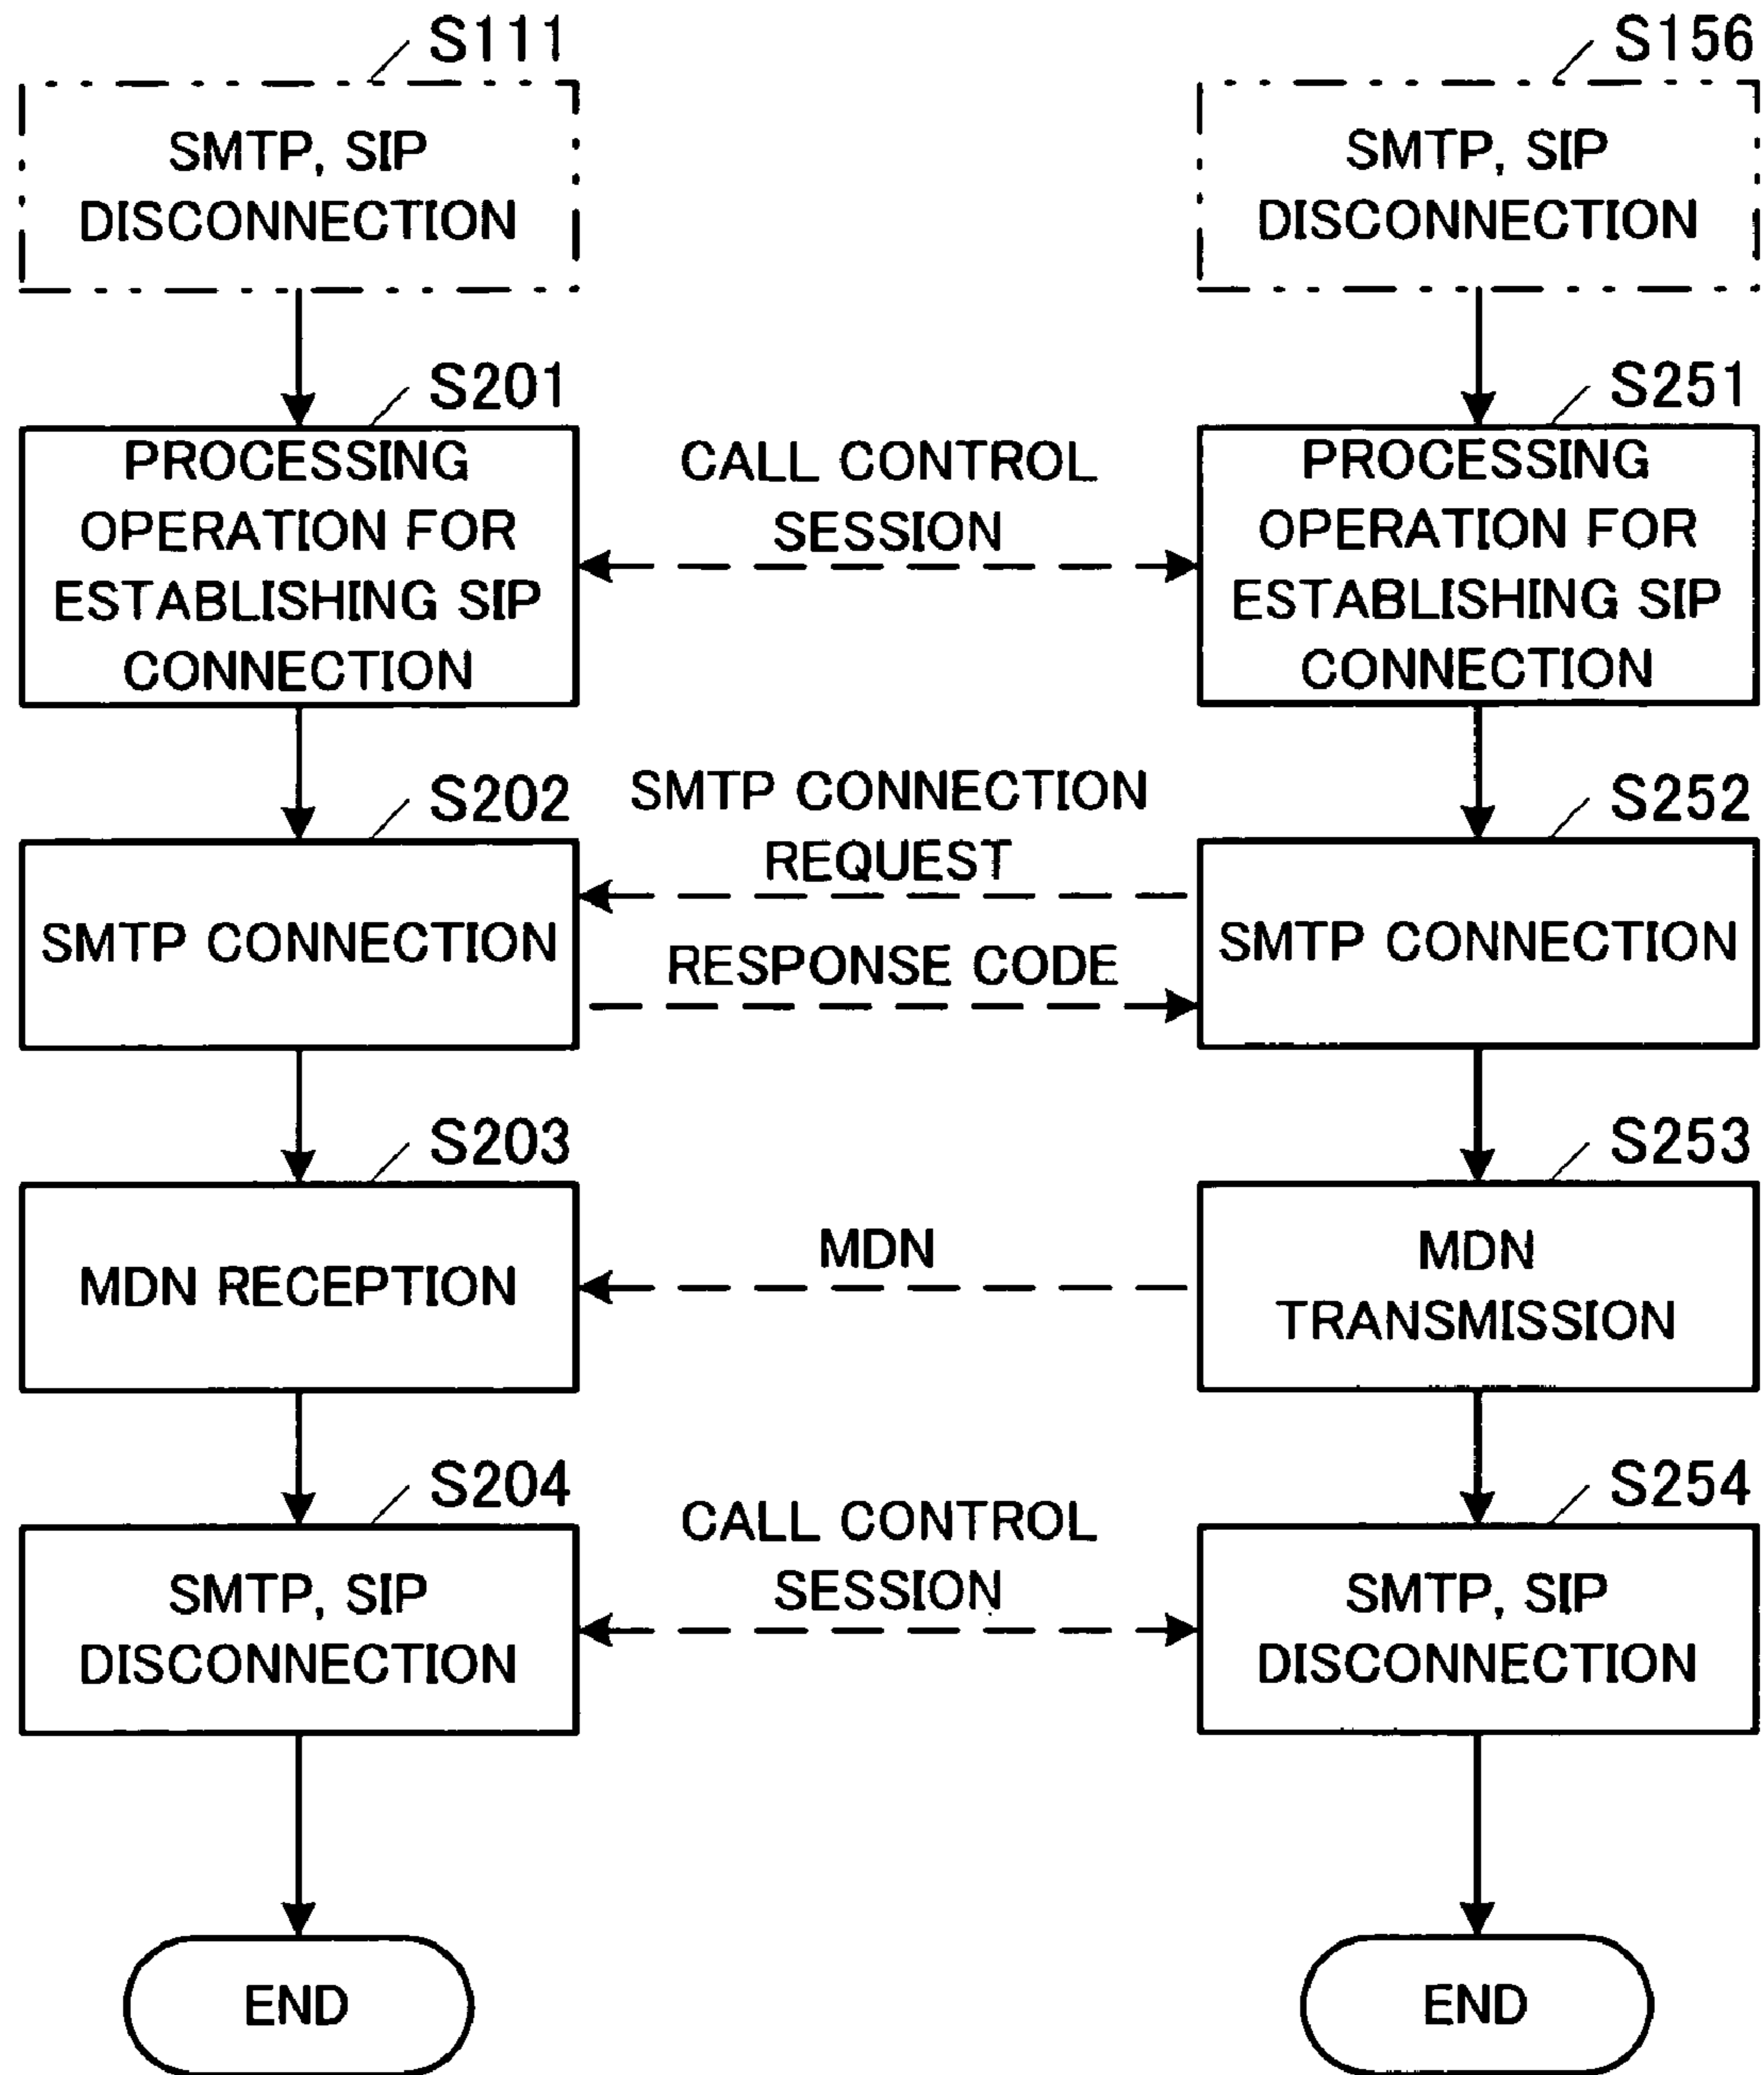 S111
S156
SMTP, SIP
DISCONNECTION
SMTP, SIP
DISCONNECTION
S201
S251
PROCESSING
OPERATION FOR
ESTABLISHING SIP
CONNECTION
CALL CONTROL
SESSION
PROCESSING
OPERATION FOR
ESTABLISHING SIP
CONNECTION
S202
SMTP CONNECTION
REQUEST
S252
SMTP CONNECTION
RESPONSE CODE
SMTP CONNECTION
S203
S253
MDN RECEPTION
MDN
MDN
TRANSMISSION
S204
S254
SMTP, SIP
DISCONNECTION
CALL CONTROL
SESSION
SMTP, SIP
DISCONNECTION
END
END